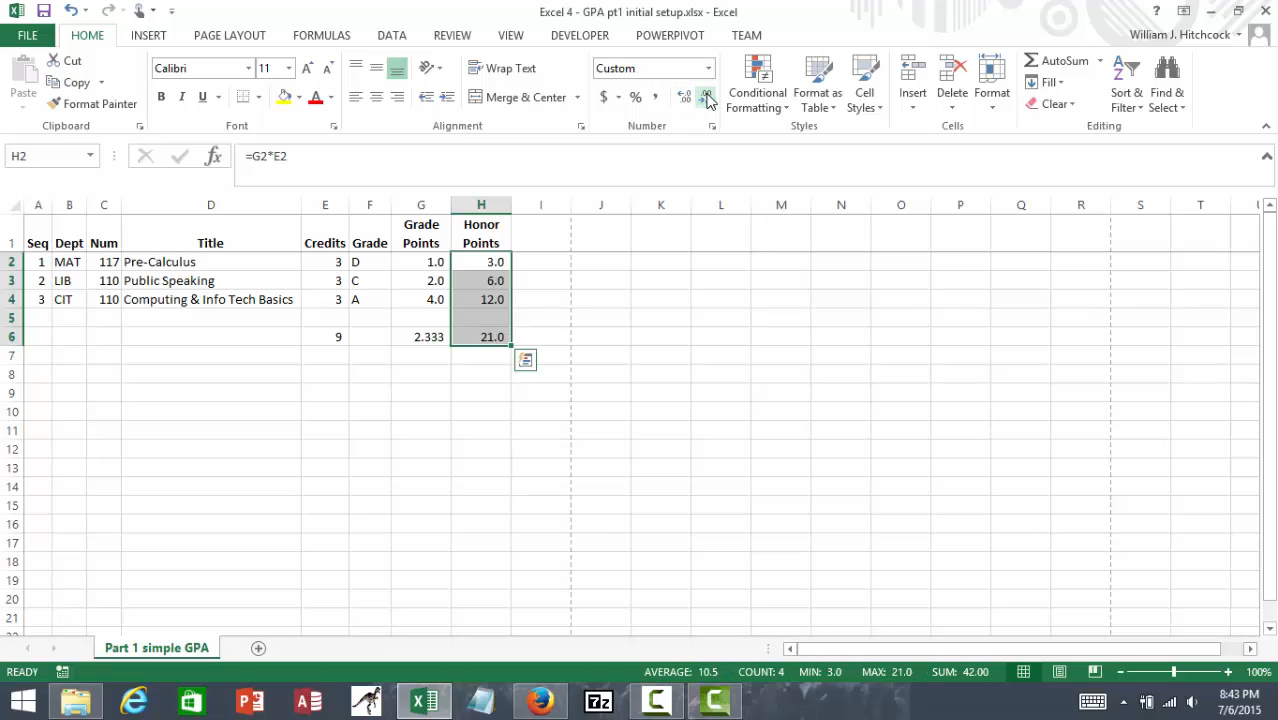 Excel 4 - GPA pt1 initial setup.xlsx - Excel
FILE HOME INSERT PAGE LAYOUT FORMULAS DATA REVIEW VIEW DEVELOPER POWERPIVOT TEAM William J. Hitchcock
Paste Cut Copy Format Painter
Calibri 11
B I U
Wrap Text
Merge & Center
Custom
$ % ,
Conditional Formatting
Format as Table
Cell Styles
Insert Delete Format
AutoSum
Fill
Clear
Sort & Filter
Find & Select
Clipboard Font Alignment Number Styles Cells Editing
H2 fx =G2*E2
A B C D E F G H I J K L M N O P Q R S T
1 Seq Dept Num Title Credits Grade Grade Points Honor Points
2 1 MAT 117 Pre-Calculus 3 D 1.0 3.0
3 2 LIB 110 Public Speaking 3 C 2.0 6.0
4 3 CIT 110 Computing & Info Tech Basics 3 A 4.0 12.0
5
6 9 2.333 21.0
7
8
9
10
11
12
13
14
15
16
17
18
19
20
21
Part 1 simple GPA
READY AVERAGE: 10.5 COUNT: 4 MIN: 3.0 MAX: 21.0 SUM: 42.00 100%
8:43 PM
7/6/2015